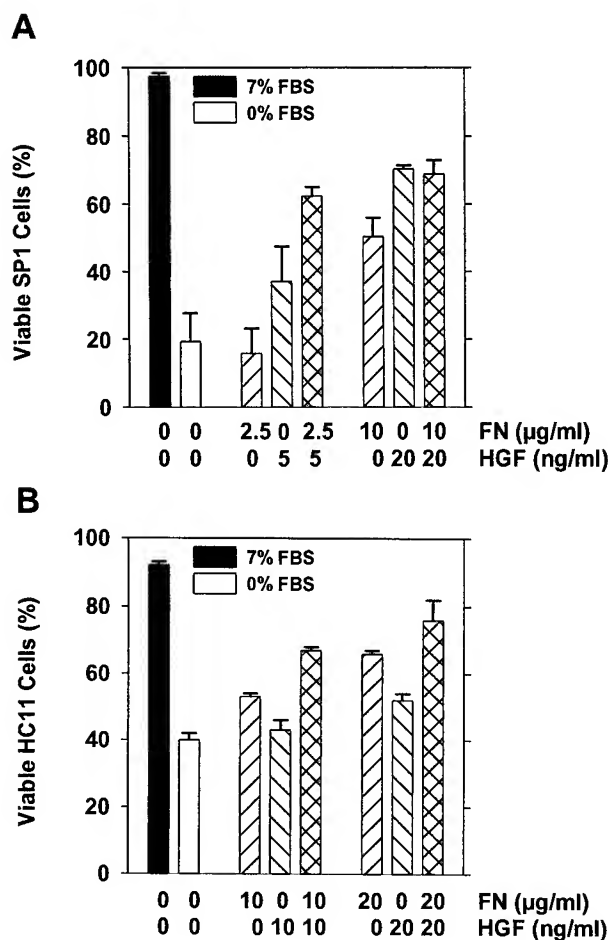 A
100
80
60
40
20
0
Viable SP1 Cells (%)
7% FBS
0% FBS
0 0 2.5 0 2.5 10 0 10 FN (µg/ml)
0 0 0 5 5 0 20 20 HGF (ng/ml)
B
100
80
60
40
20
0
Viable HC11 Cells (%)
7% FBS
0% FBS
0 0 10 0 10 20 0 20 FN (µg/ml)
0 0 0 10 10 0 20 20 HGF (ng/ml)